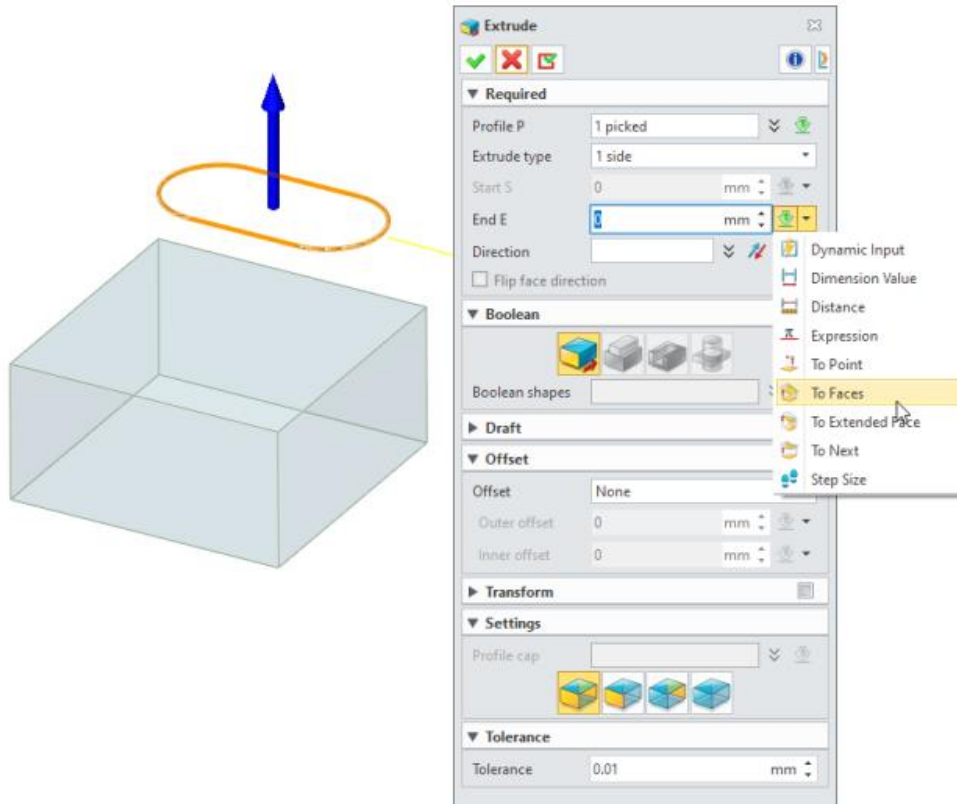 Extrude
Required
Profile P 1 picked
Extrude type 1 side
Start S 0 mm
End E 0 mm
Direction
Flip face direction
Dynamic Input
Dimension Value
Distance
Expression
To Point
To Faces
To Extended Face
To Next
Step Size
Boolean
Boolean shapes
Draft
Offset
Offset None
Outer offset 0 mm
Inner offset 0 mm
Transform
Settings
Profile cap
Tolerance
Tolerance 0.01 mm